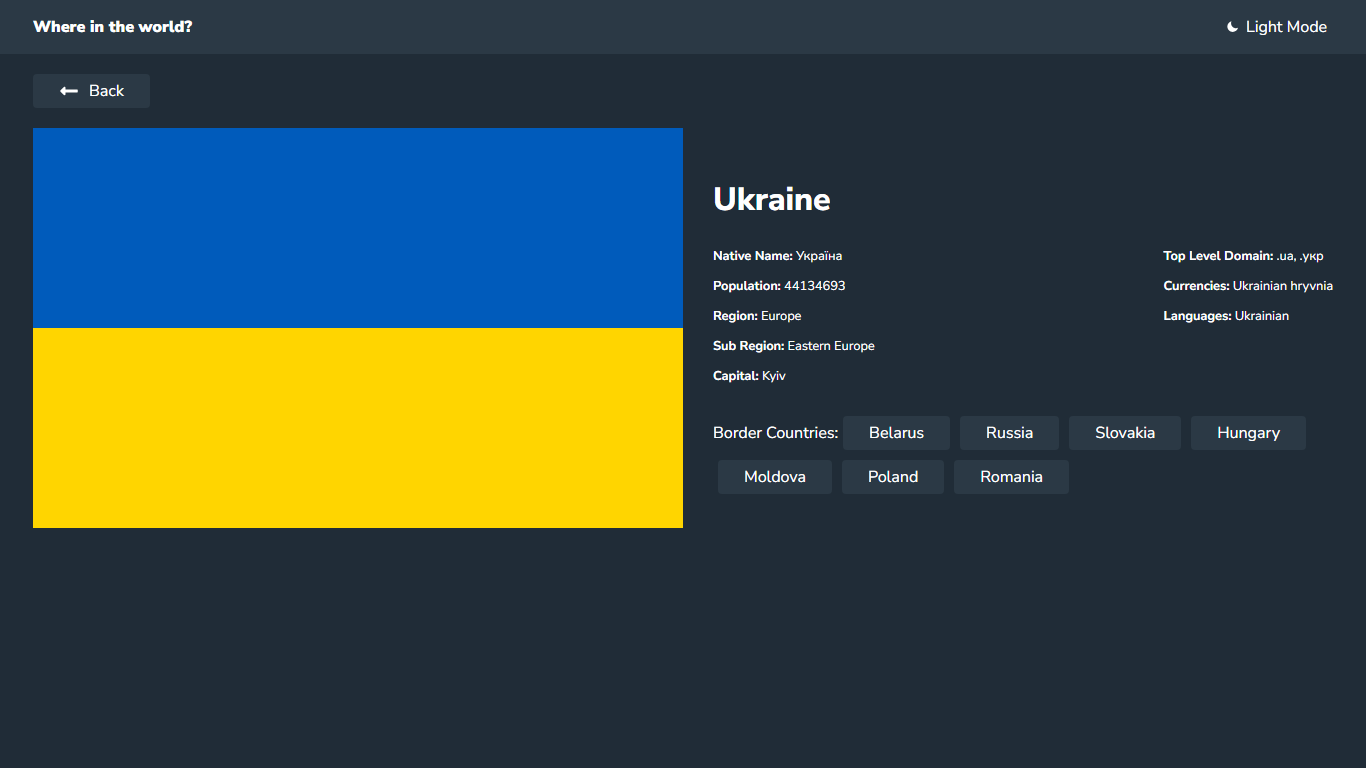 Where in the world?
Light Mode
Back
Ukraine
Native Name: Україна
Population: 44134693
Region: Europe
Sub Region: Eastern Europe
Capital: Kyiv
Top Level Domain: .ua, .укр
Currencies: Ukrainian hryvnia
Languages: Ukrainian
Border Countries: Belarus Russia Slovakia Hungary
Moldova Poland Romania